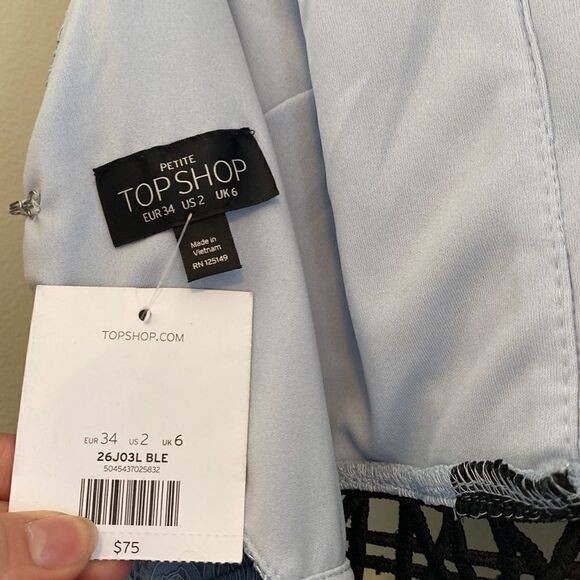 PETITE
TOPSHOP
EUR 34 US 2 UK 6
Made in
Vietnam
RN 125149
TOPSHOP.COM
EUR 34 US 2 UK 6
26J03L BLE
5045437025832
$75